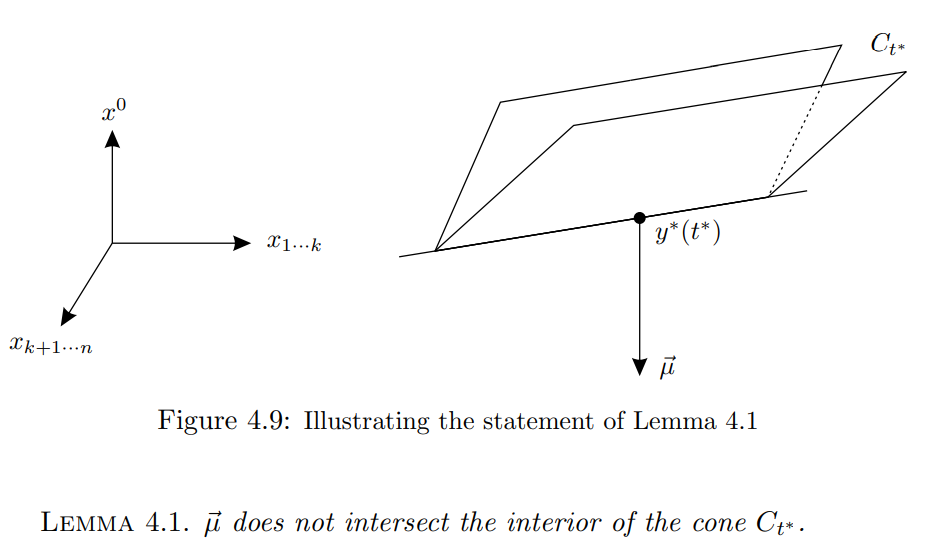 C_{t*}
x^0
x_{1⋯k}
y*(t*)
x_{k+1⋯n}
μ⃗
Figure 4.9: Illustrating the statement of Lemma 4.1
LEMMA 4.1. μ⃗ does not intersect the interior of the cone C_{t*}.